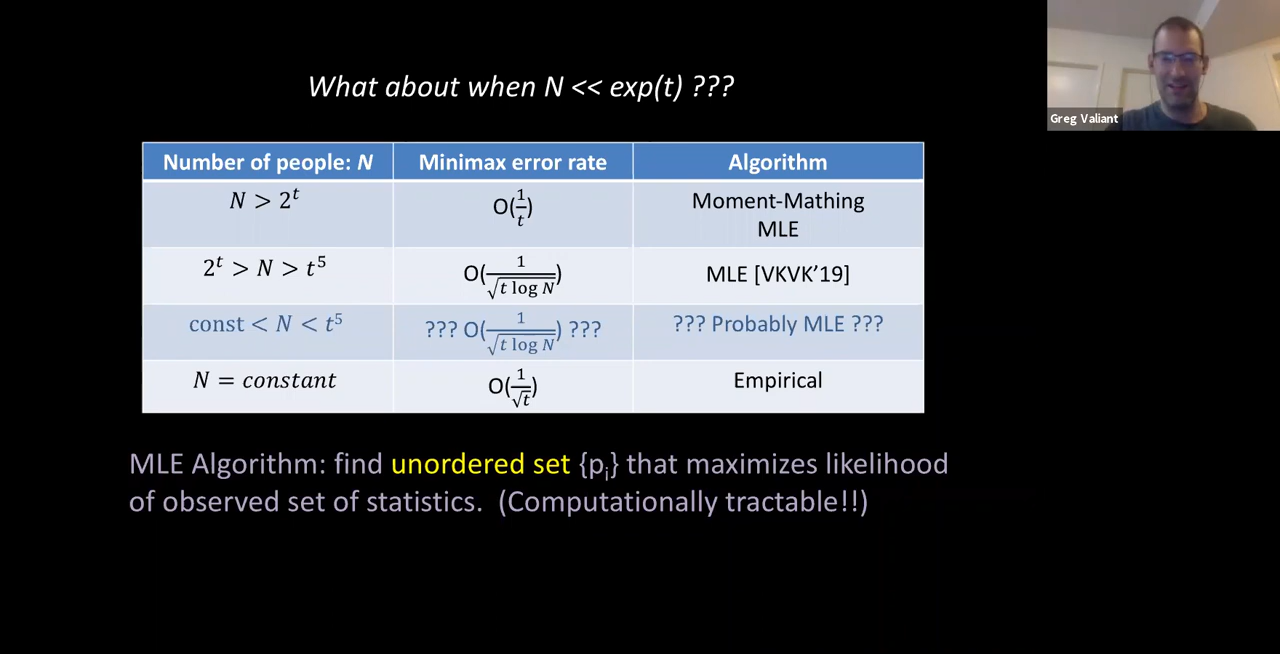 What about when N << exp(t) ???
Greg Valiant
Number of people: N
Minimax error rate
Algorithm
N > 2^t
O(1/t)
Moment-Mathing
MLE
2^t > N > t^5
O(1/√(t log N))
MLE [VKVK’19]
const < N < t^5
??? O(1/√(t log N)) ???
??? Probably MLE ???
N = constant
O(1/√t)
Empirical
MLE Algorithm: find unordered set {p_i} that maximizes likelihood
of observed set of statistics. (Computationally tractable!!)